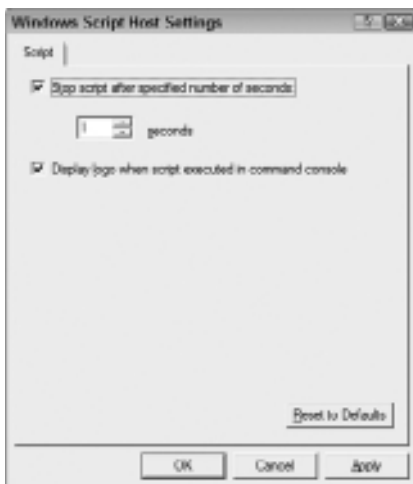 Windows Script Host Settings
Script
Stop script after specified number of seconds
1 seconds
Display logo when script executed in command console
Reset to Defaults
OK Cancel Apply